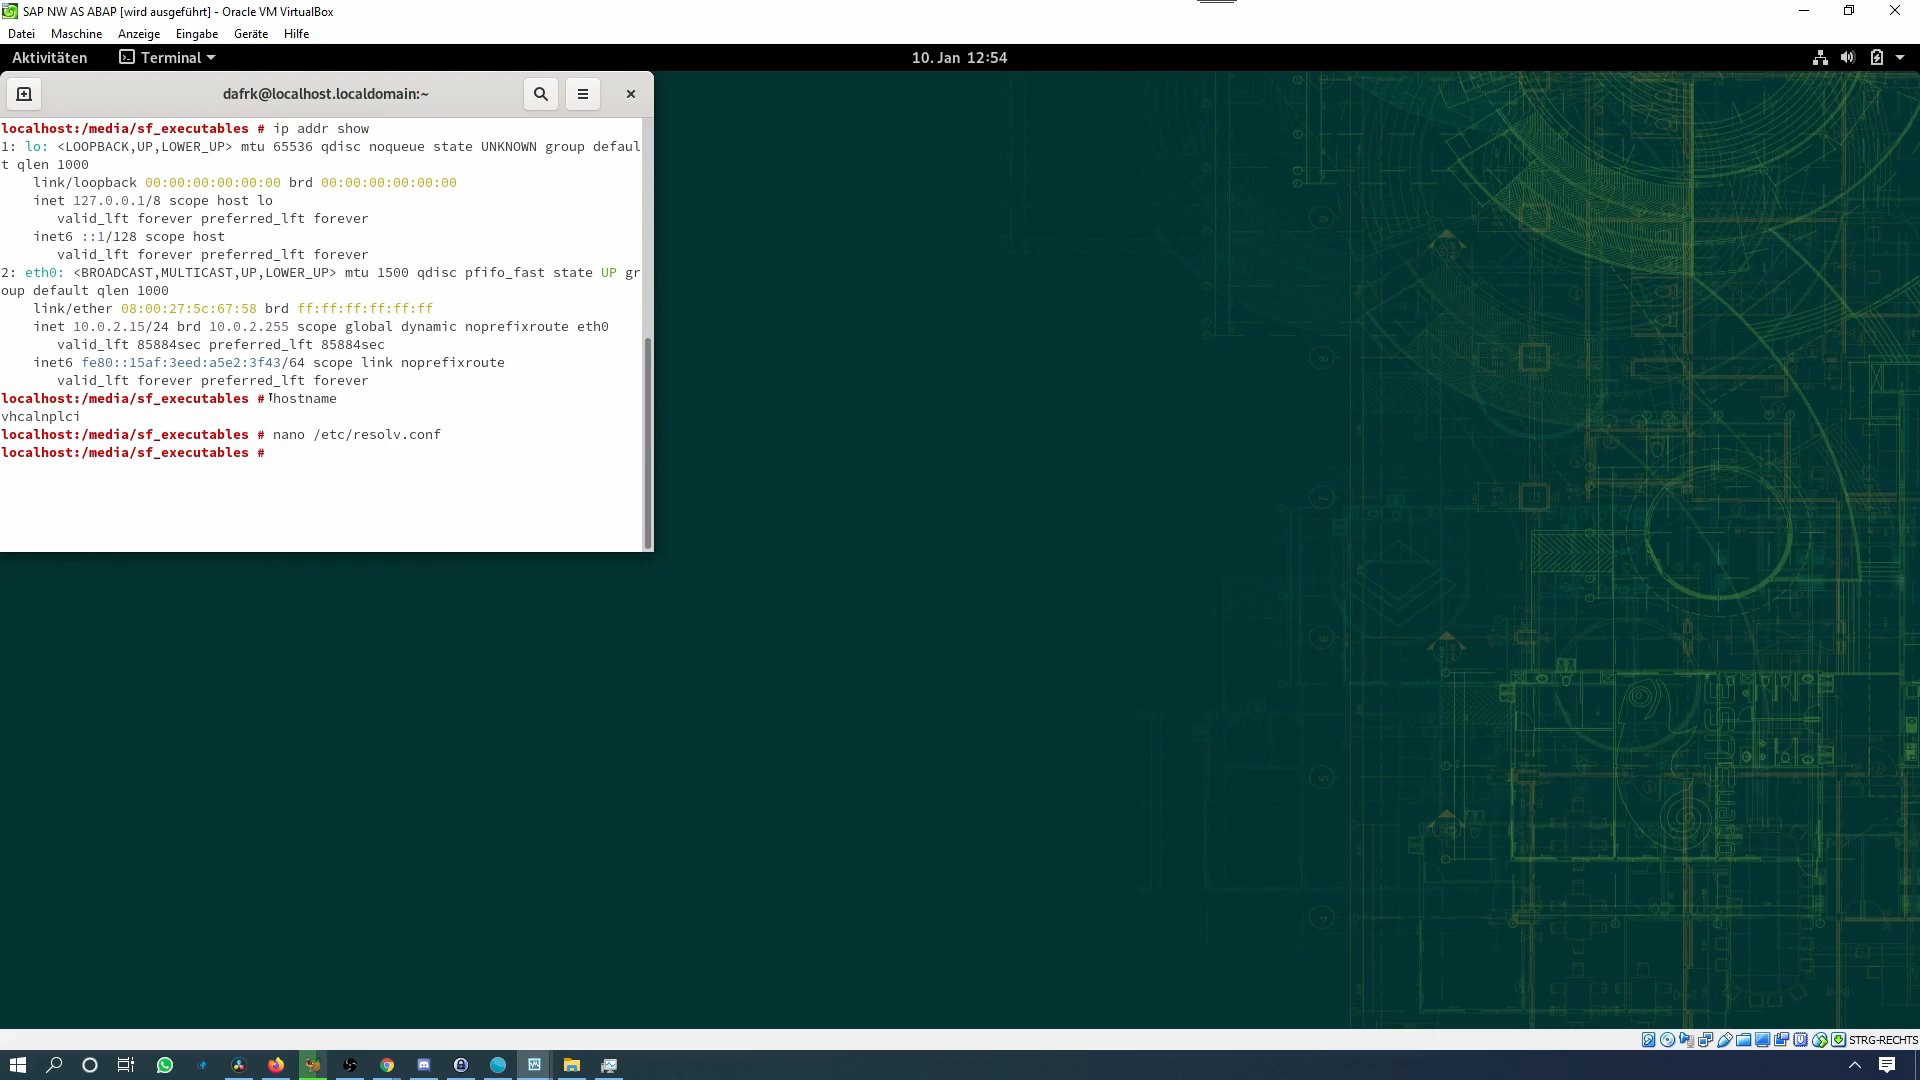 SAP NW AS ABAP [wird ausgeführt] - Oracle VM VirtualBox
Datei Maschine Anzeige Eingabe Geräte Hilfe
Aktivitäten Terminal 10. Jan 12:54
dafrk@localhost.localdomain:~
localhost:/media/sf_executables # ip addr show
1: lo: <LOOPBACK,UP,LOWER_UP> mtu 65536 qdisc noqueue state UNKNOWN group defaul
t qlen 1000
link/loopback 00:00:00:00:00:00 brd 00:00:00:00:00:00
inet 127.0.0.1/8 scope host lo
valid_lft forever preferred_lft forever
inet6 ::1/128 scope host
valid_lft forever preferred_lft forever
2: eth0: <BROADCAST,MULTICAST,UP,LOWER_UP> mtu 1500 qdisc pfifo_fast state UP gr
oup default qlen 1000
link/ether 08:00:27:5c:67:58 brd ff:ff:ff:ff:ff:ff
inet 10.0.2.15/24 brd 10.0.2.255 scope global dynamic noprefixroute eth0
valid_lft 85884sec preferred_lft 85884sec
inet6 fe80::15af:3eed:a5e2:3f43/64 scope link noprefixroute
valid_lft forever preferred_lft forever
localhost:/media/sf_executables # hostname
vhcalnplci
localhost:/media/sf_executables # nano /etc/resolv.conf
localhost:/media/sf_executables #
STRG-RECHTS